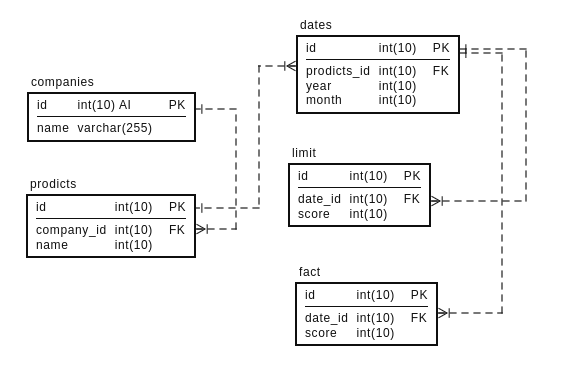 dates
id int(10) PK
prodicts_id int(10) FK
year int(10)
month int(10)
companies
id int(10) AI PK
name varchar(255)
limit
id int(10) PK
date_id int(10) FK
score int(10)
prodicts
id int(10) PK
company_id int(10) FK
name int(10)
fact
id int(10) PK
date_id int(10) FK
score int(10)